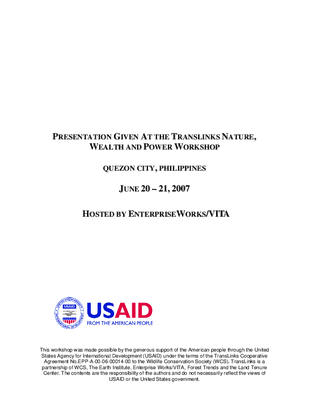 PRESENTATION GIVEN AT THE TRANSLINKS NATURE,
WEALTH AND POWER WORKSHOP
QUEZON CITY, PHILIPPINES
JUNE 20 – 21, 2007
HOSTED BY ENTERPRISEWORKS/VITA
USAID
FROM THE AMERICAN PEOPLE
This workshop was made possible by the generous support of the American people through the United
States Agency for International Development (USAID) under the terms of the TransLinks Cooperative
Agreement No.EPP-A-00-06-00014-00 to the Wildlife Conservation Society (WCS). TransLinks is a
partnership of WCS, The Earth Institute, Enterprise Works/VITA, Forest Trends and the Land Tenure
Center. The contents are the responsibility of the authors and do not necessarily reflect the views of
USAID or the United States government.